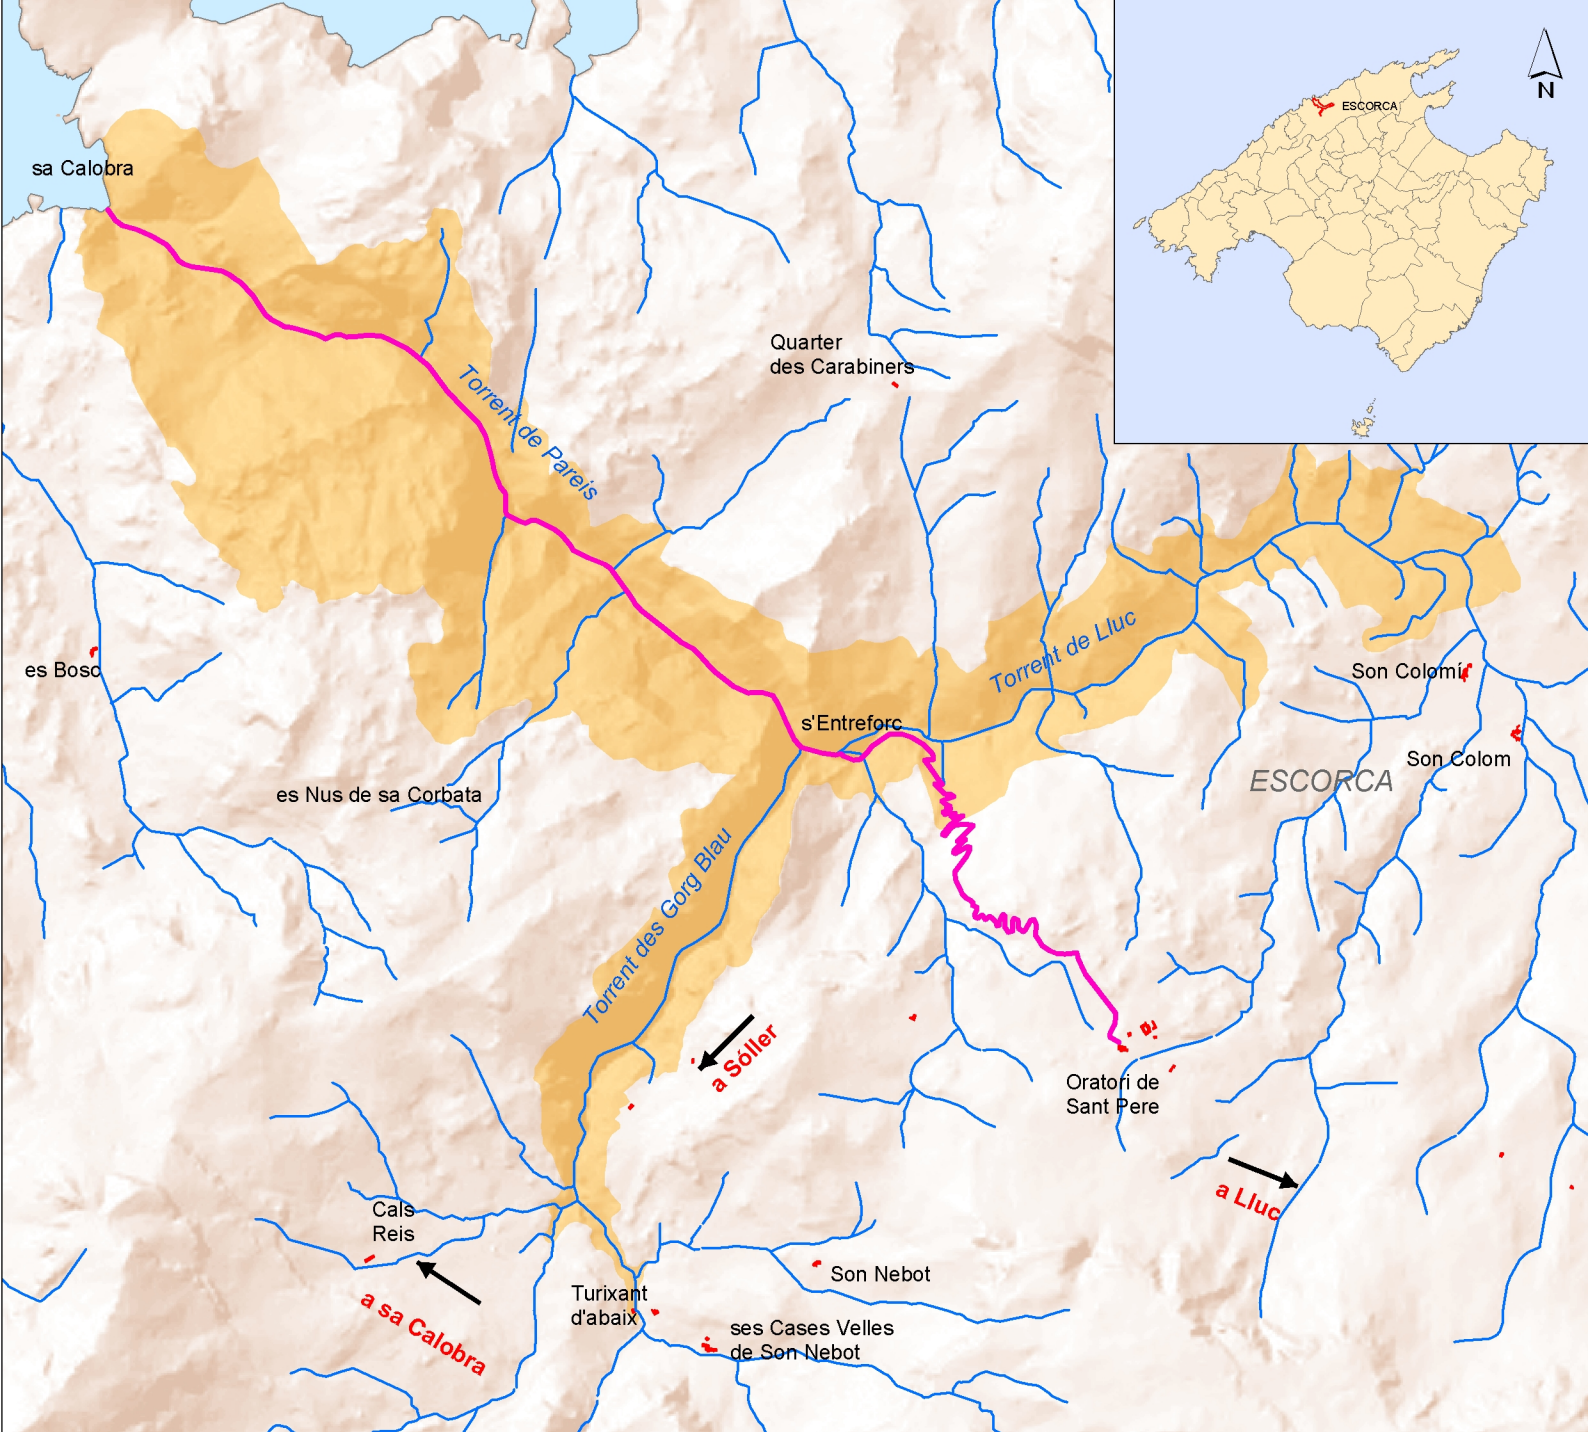 ESCORCA
N
sa Calobra
Quarter
des Carabiners
Torrent de Pareis
Torrent de Lluc
es Bosc
Son Colomí
s'Entreforc
Son Colom
ESCORCA
es Nus de sa Corbata
Torrent des Gorg Blau
a Sóller
Oratori de
Sant Pere
a Lluc
Cals
Reis
a sa Calobra
Son Nebot
Turixant
d'abaix
ses Cases Velles
de Son Nebot